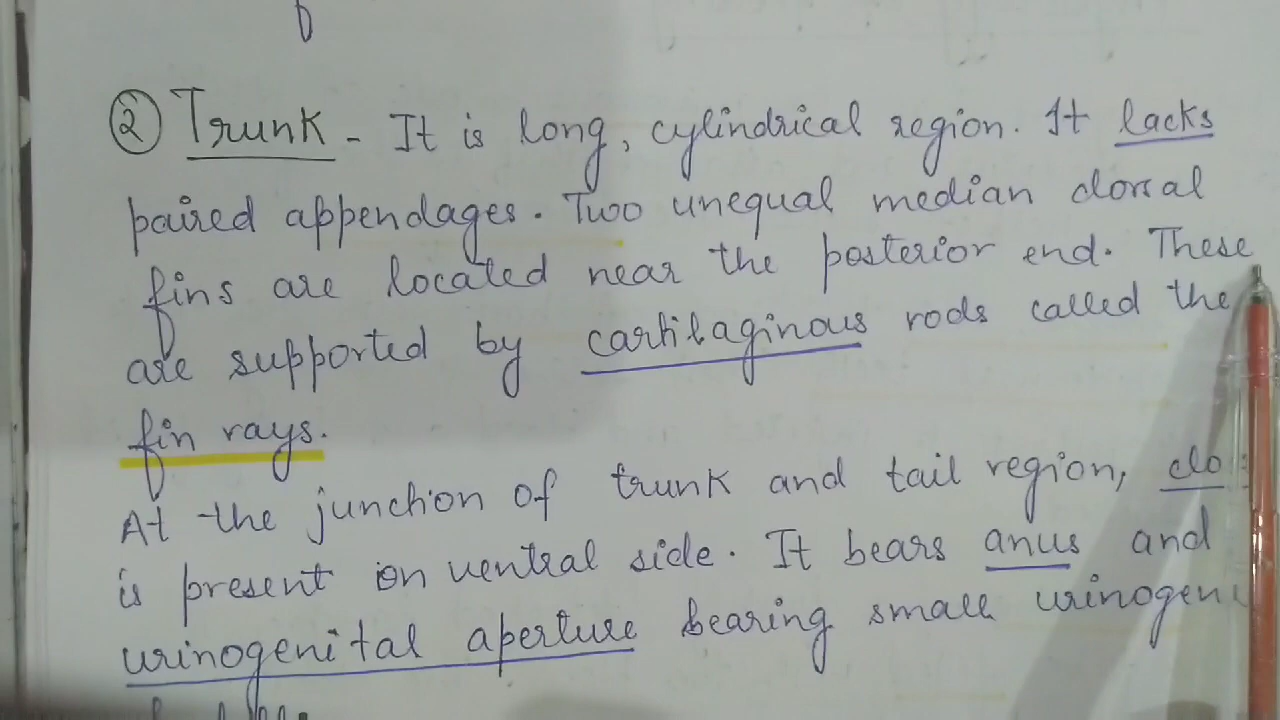 ② Trunk - It is long, cylindrical region. It lacks
paired appendages. Two unequal median dorsal
fins are located near the posterior end. These
are supported by cartilaginous rods called the
fin rays.
At the junction of trunk and tail region,
is present on ventral side. It bears anus and
urinogenital aperture bearing small